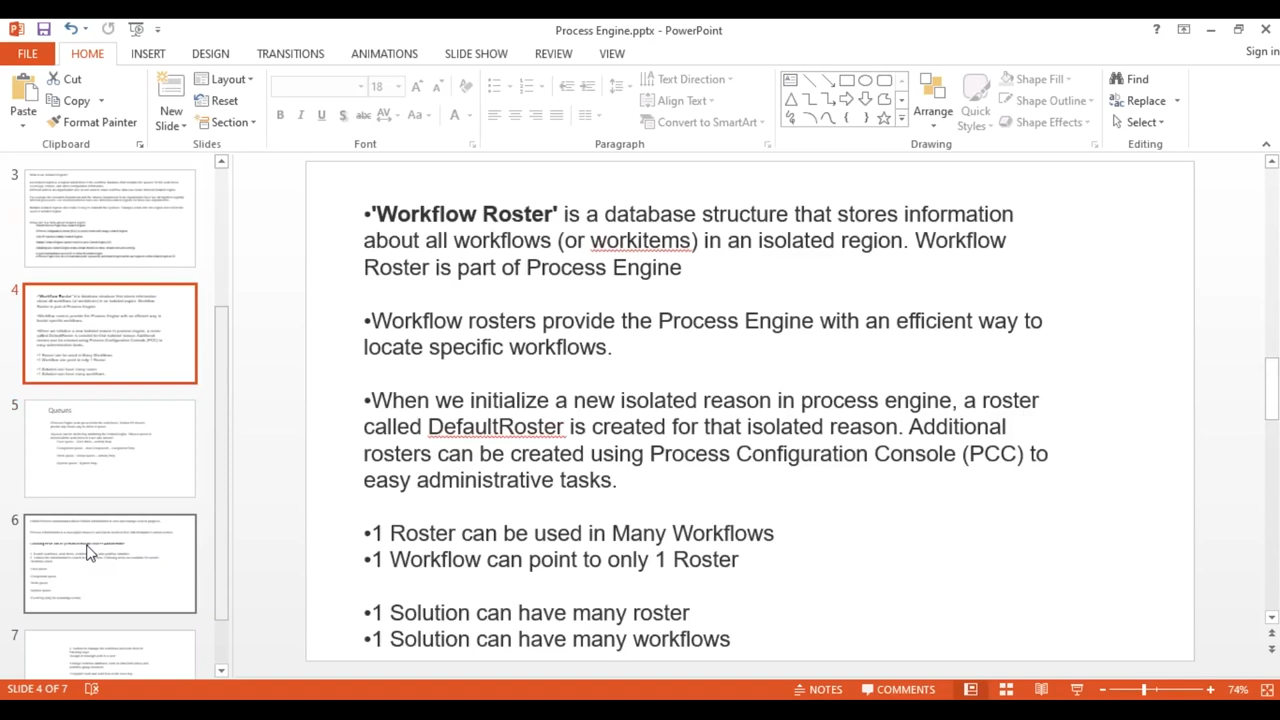 Process Engine.pptx - PowerPoint
Sign in
FILE HOME INSERT DESIGN TRANSITIONS ANIMATIONS SLIDE SHOW REVIEW VIEW
Cut
Copy
Format Painter
Paste
Clipboard
New Slide
Layout
Reset
Section
Slides
18
Font
Text Direction
Align Text
Convert to SmartArt
Paragraph
Arrange
Quick Styles
Shape Fill
Shape Outline
Shape Effects
Drawing
Find
Replace
Select
Editing
3
4
5
Queues
6
7
•'Workflow Roster' is a database structure that stores information
about all workflow (or workitems) in an isolated region. Workflow
Roster is part of Process Engine
•Workflow rosters provide the Process Engine with an efficient way to
locate specific workflows.
•When we initialize a new isolated reason in process engine, a roster
called DefaultRoster is created for that isolated reason. Additional
rosters can be created using Process Configuration Console (PCC) to
easy administrative tasks.
•1 Roster can be used in Many Workflows
•1 Workflow can point to only 1 Roster
•1 Solution can have many roster
•1 Solution can have many workflows
SLIDE 4 OF 7
NOTES
COMMENTS
74%